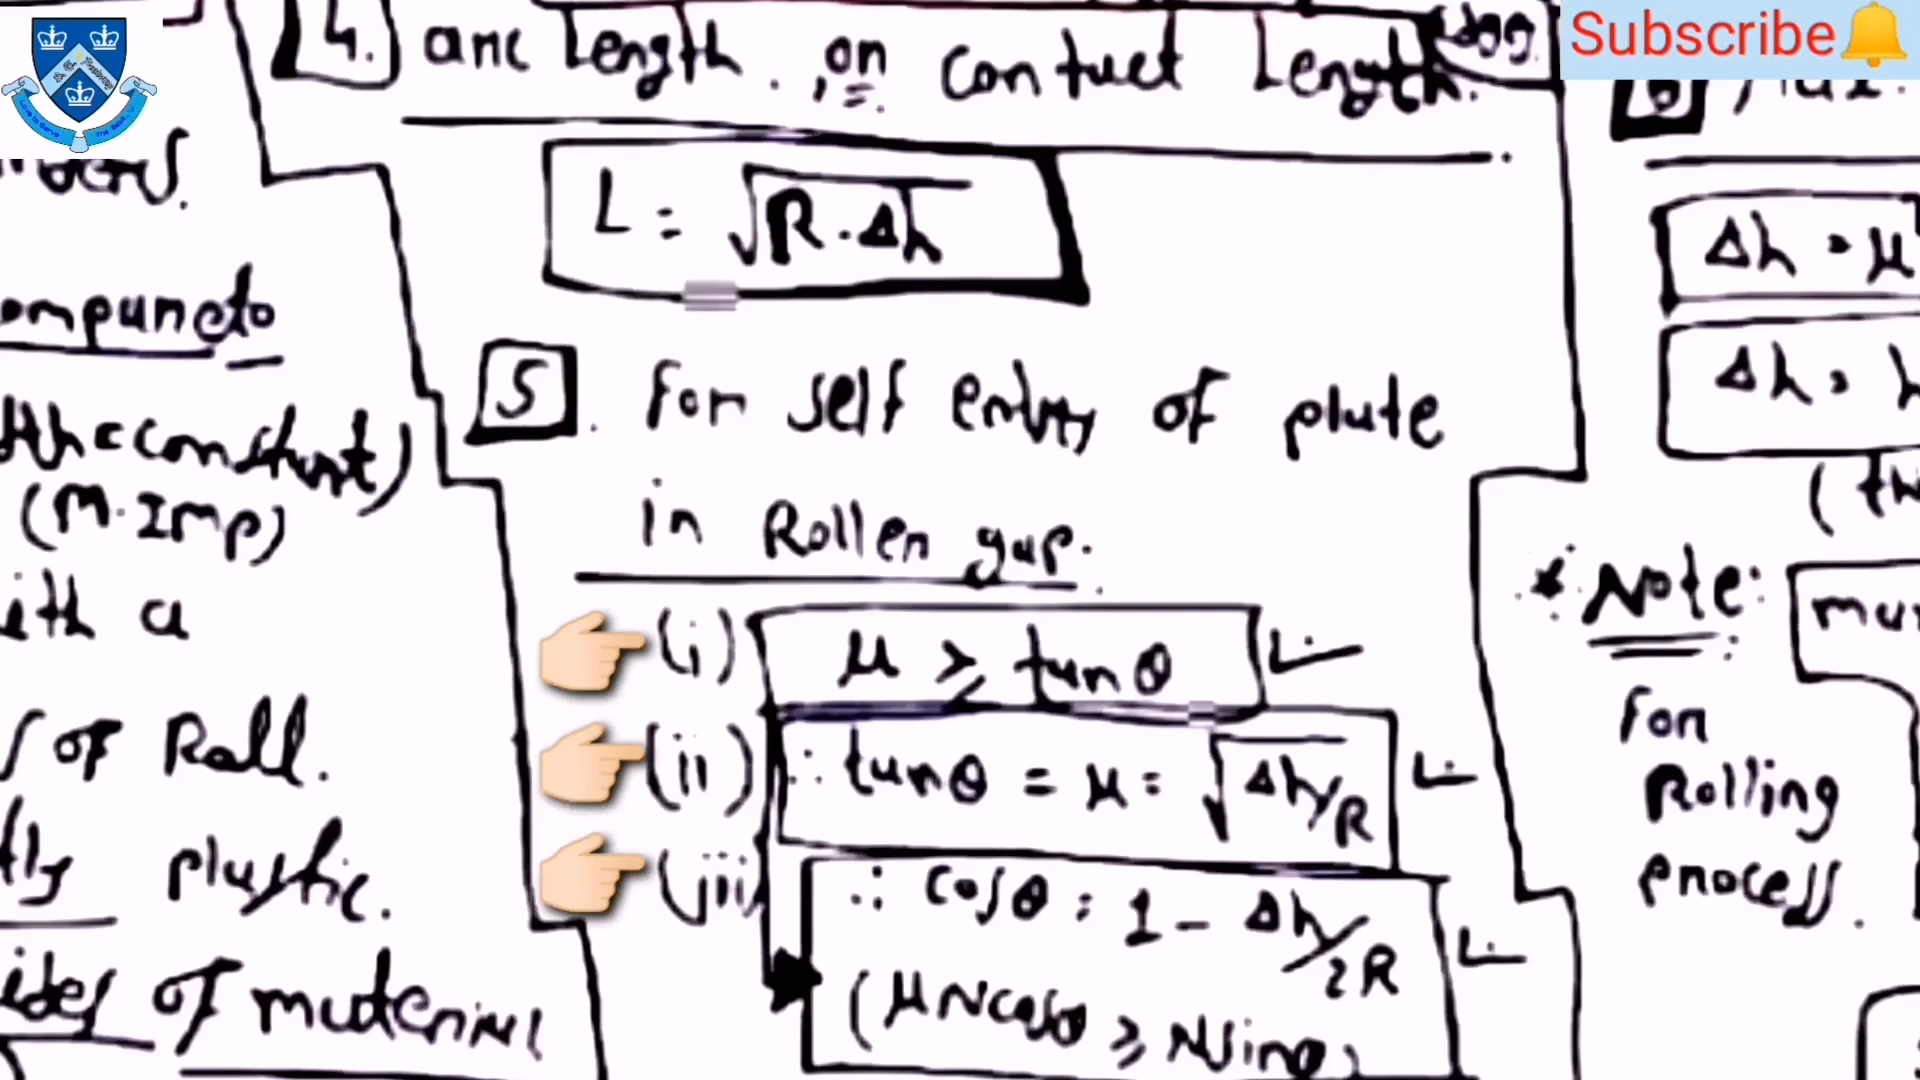 4. arc Length, or contact Length.
L = √R.Δh
5. For self entry of plate
in Roller gap.
(i) μ ≥ tanθ
(ii) ∴ tanθ = μ = √Δh/R
(iii) ∴ cosθ = 1 - Δh/2R
(μNcosθ ≥ Nsinθ)
ith a
of Roll.
plastic.
of material
(M.Imp)
Δh = μ
Δh =
* Note:
For
Rolling
process.
Subscribe